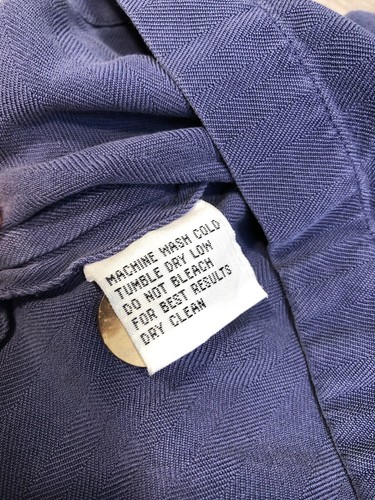 MACHINE WASH COLD
TUMBLE DRY LOW
DO NOT BLEACH
FOR BEST RESULTS
DRY CLEAN